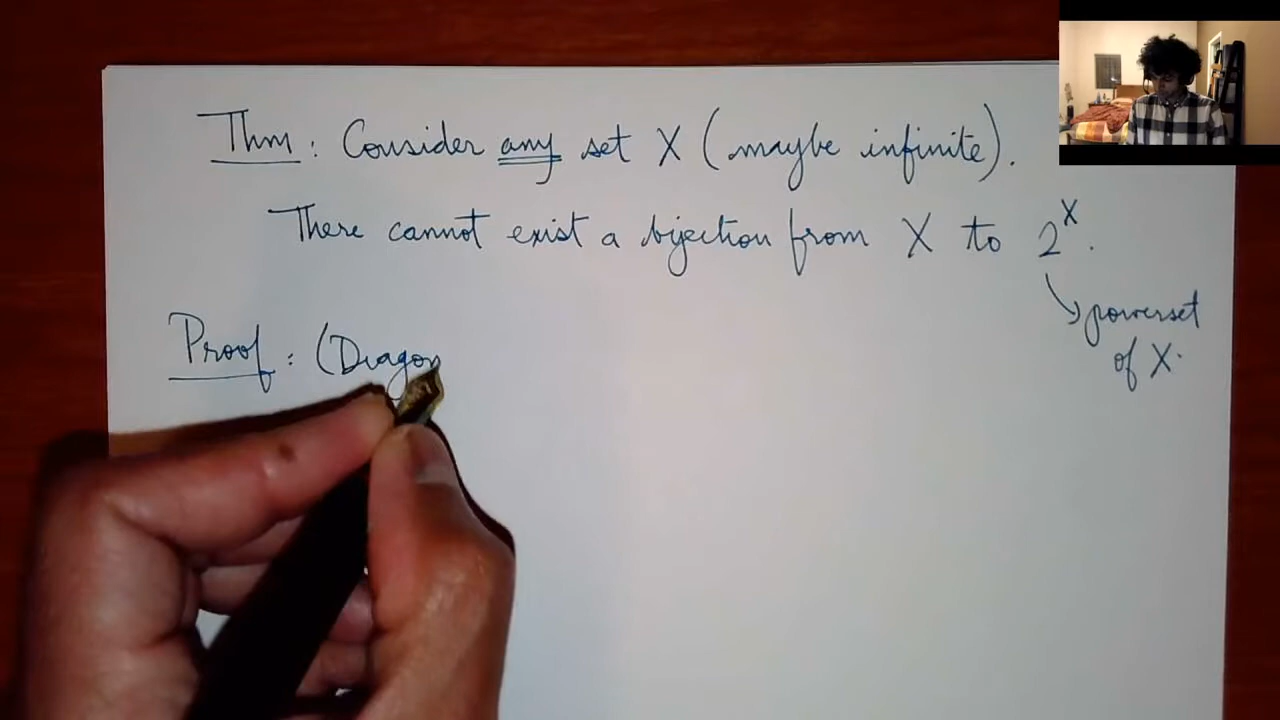 Thm: Consider any set X (maybe infinite).
There cannot exist a bijection from X to 2^X.
↳ powerset
of X.
Proof: (Diagon